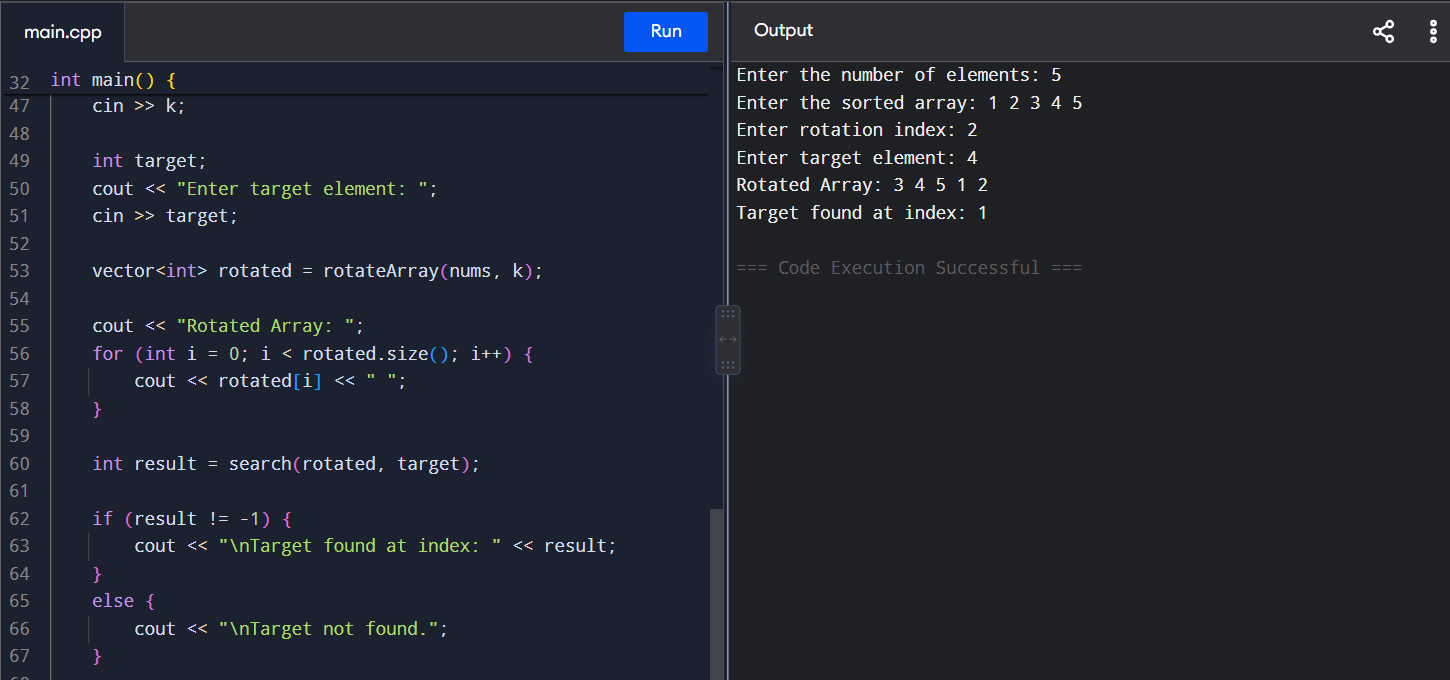 main.cpp
Run
32 int main() {
47 cin >> k;
48
49 int target;
50 cout << "Enter target element: ";
51 cin >> target;
52
53 vector<int> rotated = rotateArray(nums, k);
54
55 cout << "Rotated Array: ";
56 for (int i = 0; i < rotated.size(); i++) {
57 cout << rotated[i] << " ";
58 }
59
60 int result = search(rotated, target);
61
62 if (result != -1) {
63 cout << "\nTarget found at index: " << result;
64 }
65 else {
66 cout << "\nTarget not found.";
67 }
Output
Enter the number of elements: 5
Enter the sorted array: 1 2 3 4 5
Enter rotation index: 2
Enter target element: 4
Rotated Array: 3 4 5 1 2
Target found at index: 1
=== Code Execution Successful ===